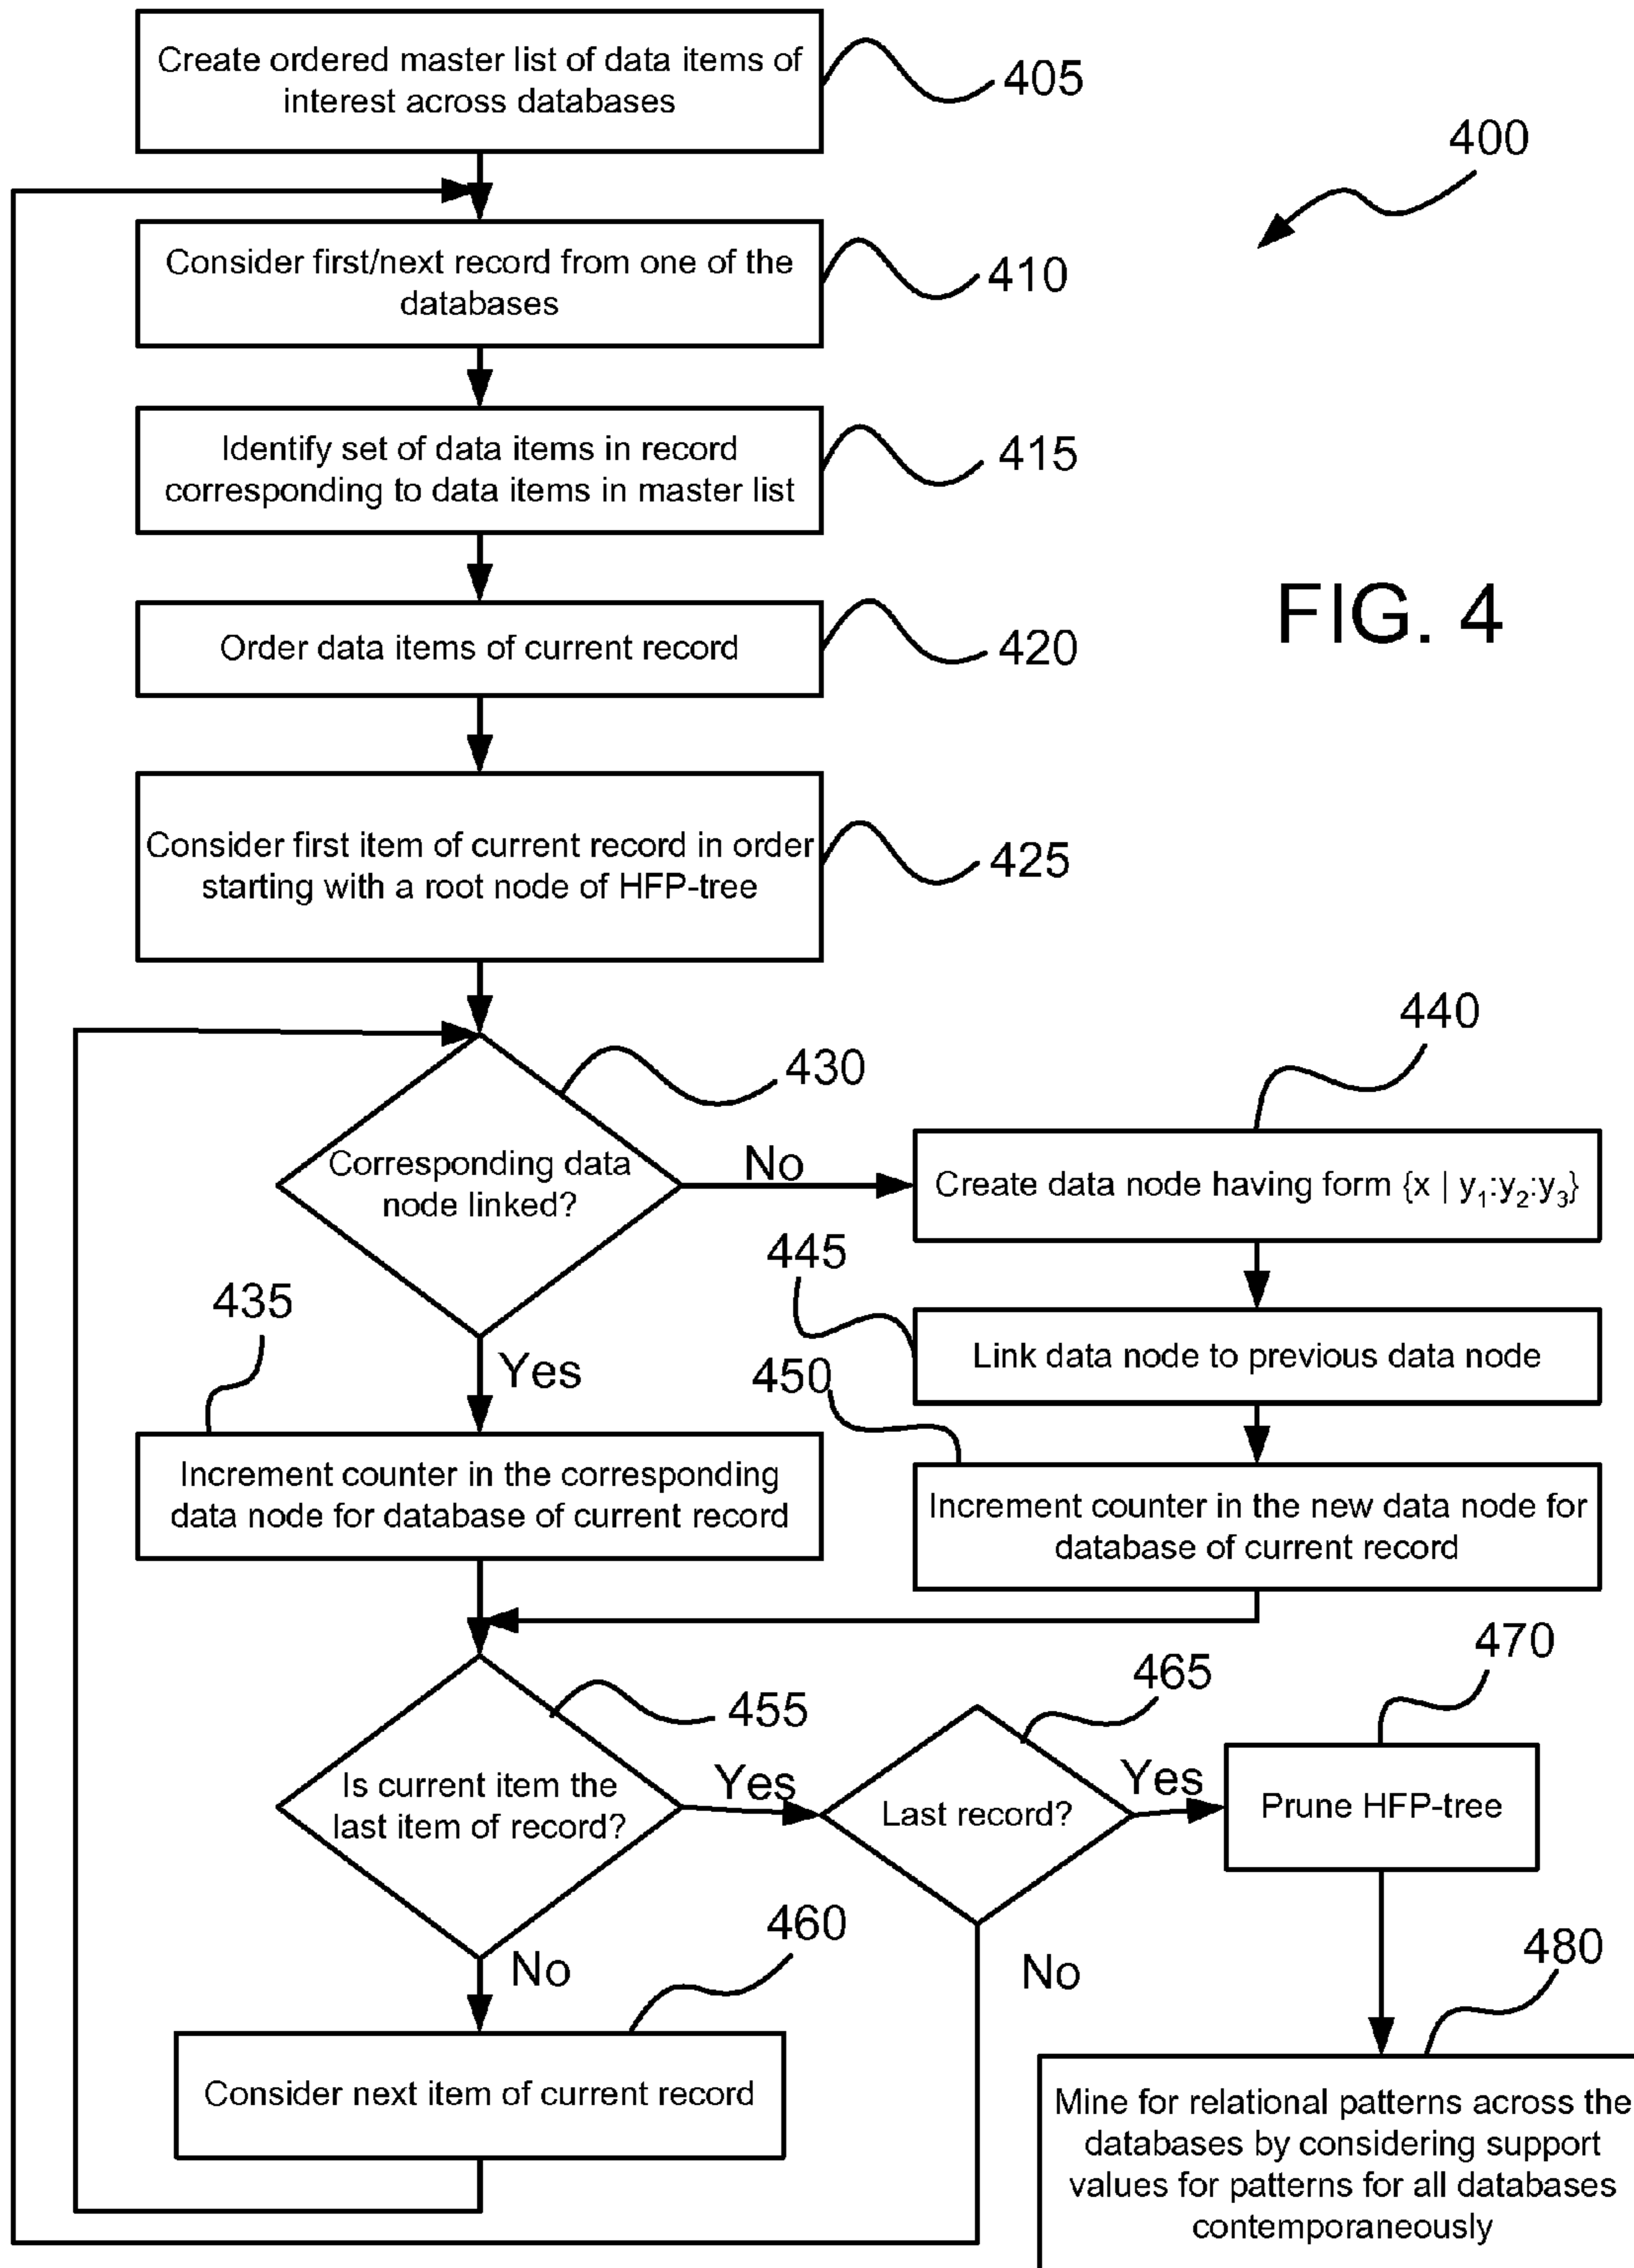 Create ordered master list of data items of
interest across databases
405
400
Consider first/next record from one of the
databases
410
Identify set of data items in record
corresponding to data items in master list
415
FIG. 4
Order data items of current record
420
Consider first item of current record in order
starting with a root node of HFP-tree
425
430
440
Corresponding data
node linked?
No
Create data node having form {x | y₁:y₂:y₃}
445
Link data node to previous data node
435
Yes
450
Increment counter in the corresponding
data node for database of current record
Increment counter in the new data node for
database of current record
455
465
470
Is current item the
last item of record?
Yes
Last record?
Yes
Prune HFP-tree
No
460
No
480
Consider next item of current record
Mine for relational patterns across the
databases by considering support
values for patterns for all databases
contemporaneously